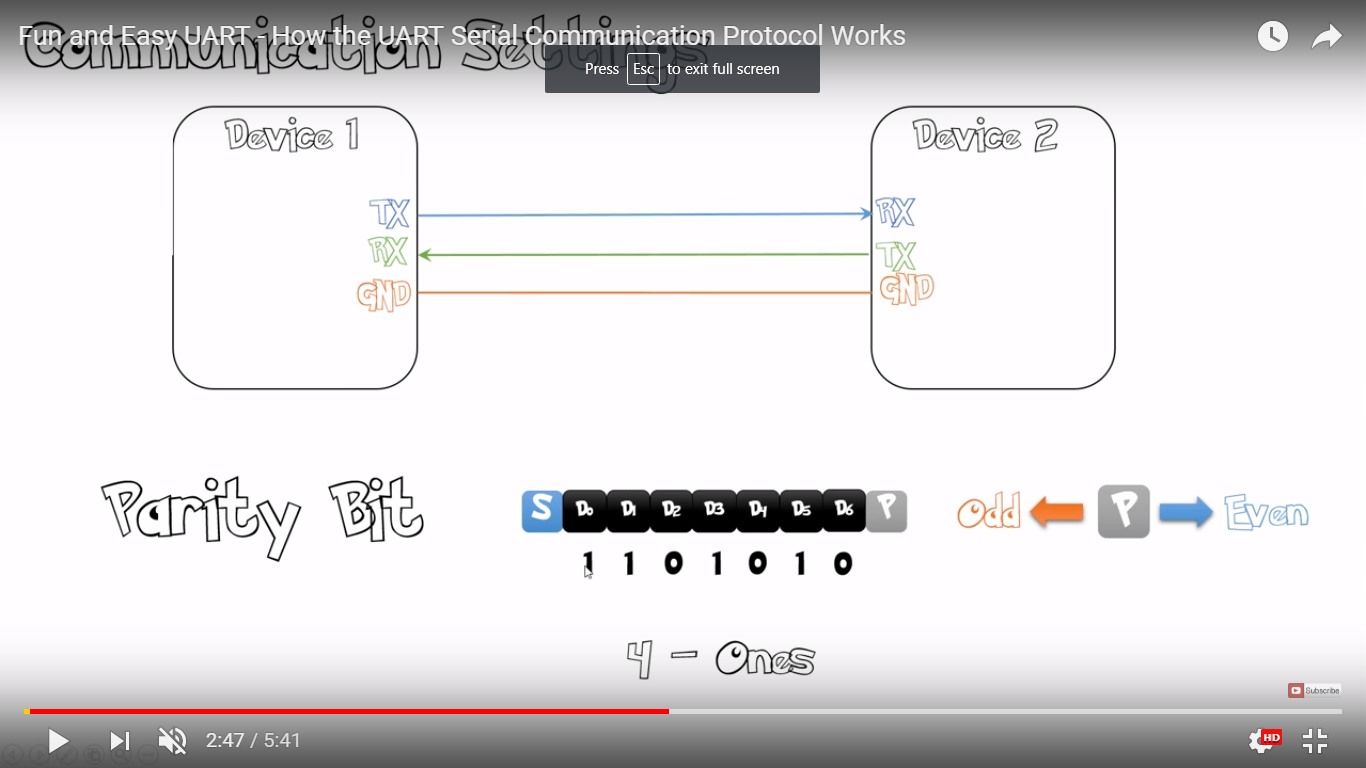 Fun and Easy UART - How the UART Serial Communication Protocol Works
Communication Settings
Press Esc to exit full screen
Device 1
Device 2
TX
RX
RX
TX
GND
GND
Parity Bit
S D0 D1 D2 D3 D4 D5 D6 P
Odd P Even
1 1 0 1 0 1 0
4 - Ones
Subscribe
2:47 / 5:41
HD